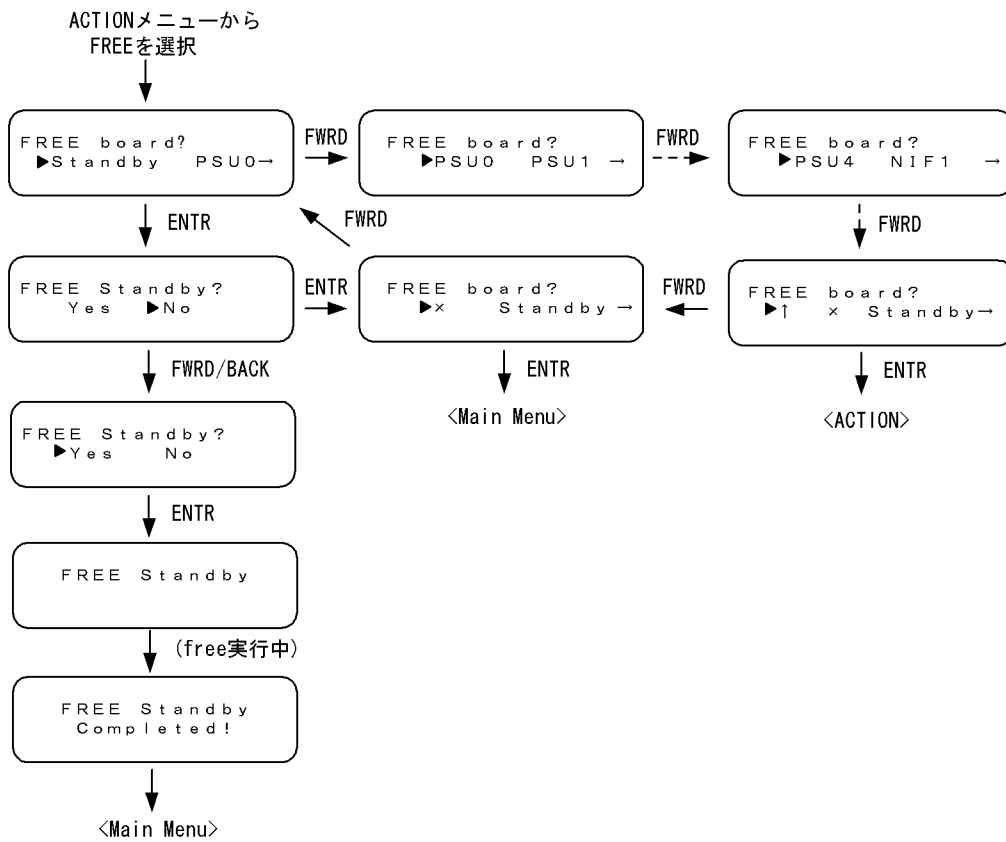 ACTIONメニューから
FREEを選択
FREE board?
▶Standby PSU0→
FWRD
FREE board?
▶PSU0 PSU1 →
FWRD
FREE board?
▶PSU4 NIF1 →
ENTR
FWRD
FWRD
FREE Standby?
Yes ▶No
ENTR
FREE board?
▶× Standby→
FWRD
FREE board?
▶↑ × Standby→
FWRD/BACK
ENTR
<Main Menu>
ENTR
<ACTION>
FREE Standby?
▶Yes No
ENTR
FREE Standby
(free実行中)
FREE Standby
Completed!
<Main Menu>